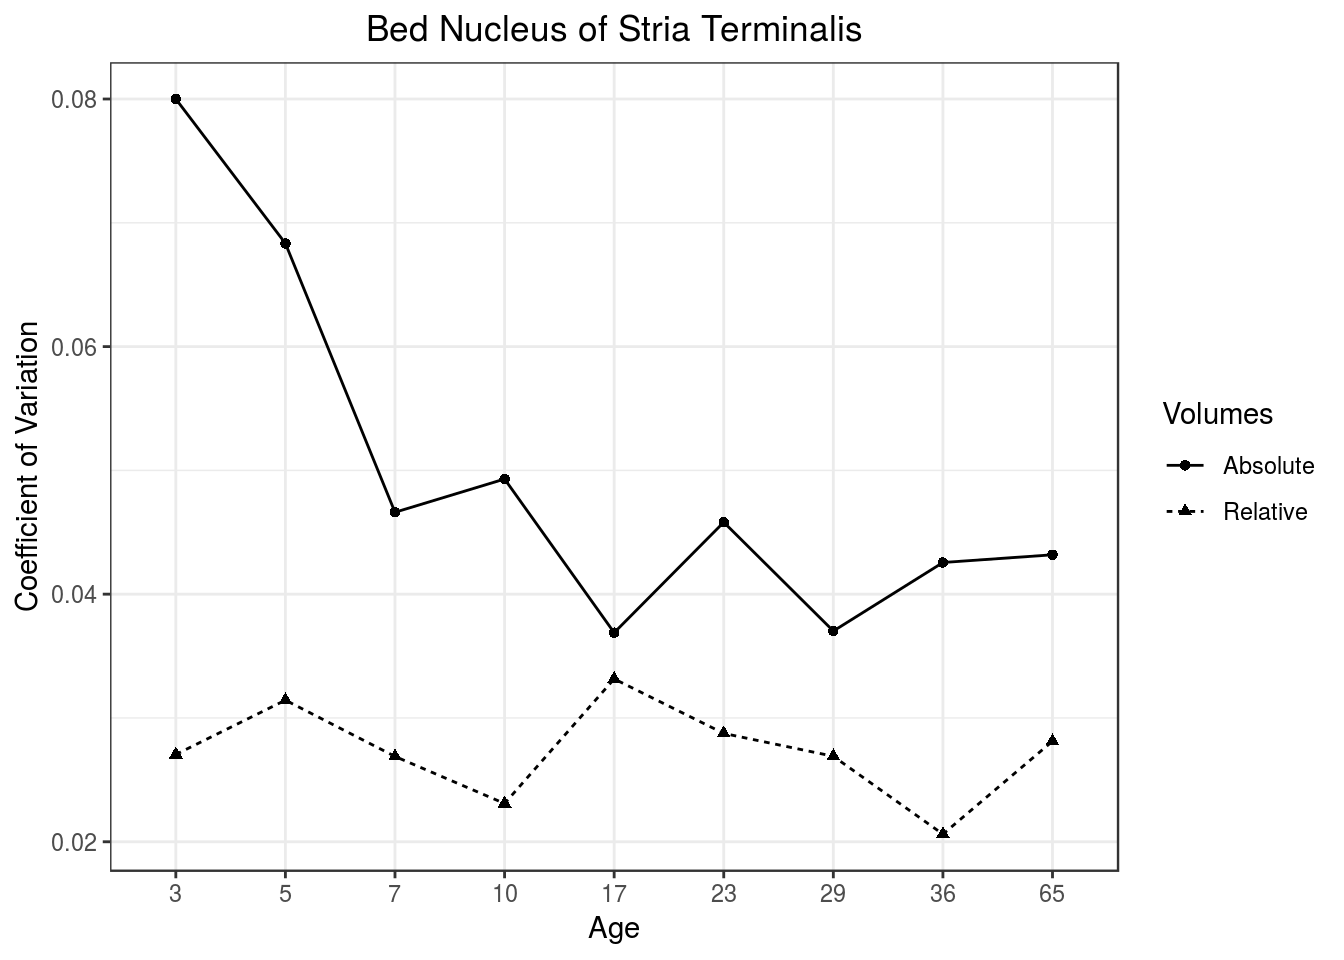 Bed Nucleus of Stria Terminalis
Coefficient of Variation
0.08
0.06
0.04
0.02
3 5 7 10 17 23 29 36 65
Age
Volumes
Absolute
Relative